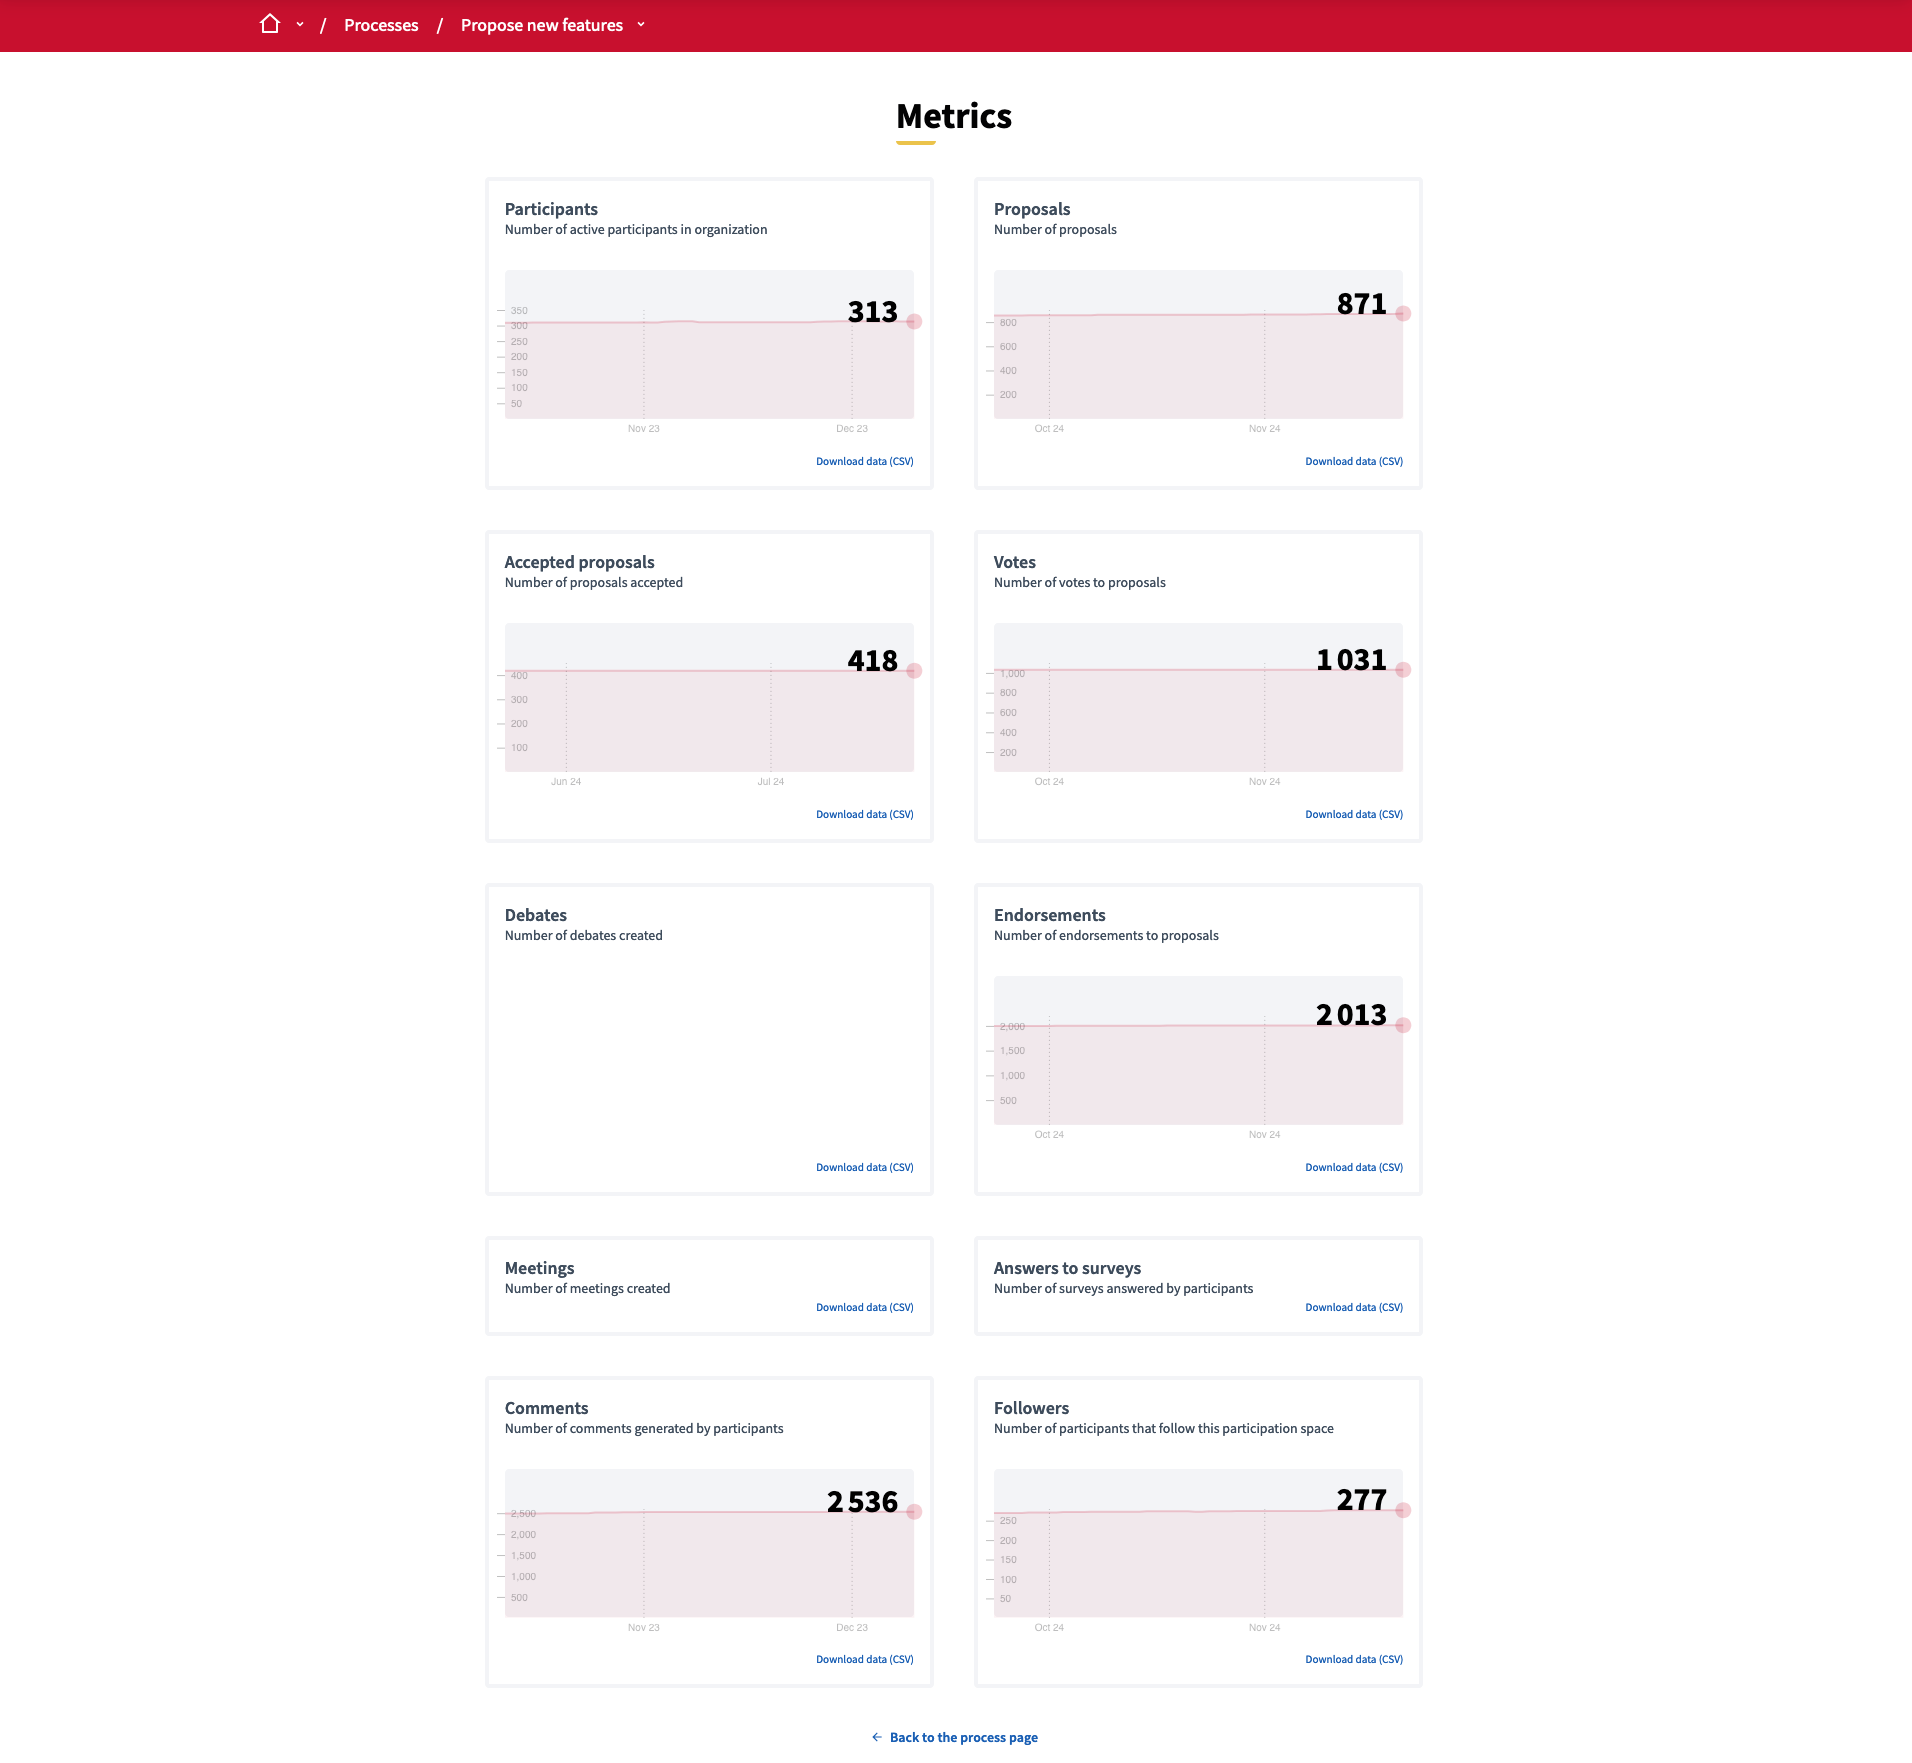 / Processes / Propose new features
Metrics
Participants
Number of active participants in organization
313
350
300
250
200
150
100
50
Nov 23 Dec 23
Download data (CSV)
Proposals
Number of proposals
871
800
600
400
200
Oct 24 Nov 24
Download data (CSV)
Accepted proposals
Number of proposals accepted
418
400
300
200
100
Jun 24 Jul 24
Download data (CSV)
Votes
Number of votes to proposals
1 031
1,000
800
600
400
200
Oct 24 Nov 24
Download data (CSV)
Debates
Number of debates created
Download data (CSV)
Endorsements
Number of endorsements to proposals
2 013
2,000
1,500
1,000
500
Oct 24 Nov 24
Download data (CSV)
Meetings
Number of meetings created
Download data (CSV)
Answers to surveys
Number of surveys answered by participants
Download data (CSV)
Comments
Number of comments generated by participants
2 536
2,500
2,000
1,500
1,000
500
Nov 23 Dec 23
Download data (CSV)
Followers
Number of participants that follow this participation space
277
250
200
150
100
50
Oct 24 Nov 24
Download data (CSV)
← Back to the process page